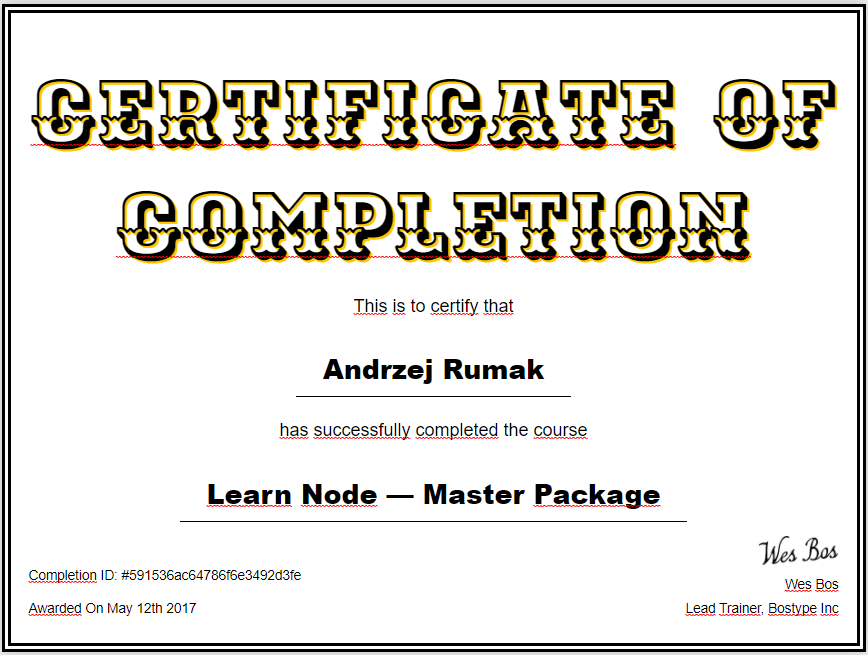 CERTIFICATE OF
COMPLETION
This is to certify that
Andrzej Rumak
has successfully completed the course
Learn Node — Master Package
Wes Bos
Completion ID: #591536ac64786f6e3492d3fe
Wes Bos
Awarded On May 12th 2017
Lead Trainer, Bostype Inc